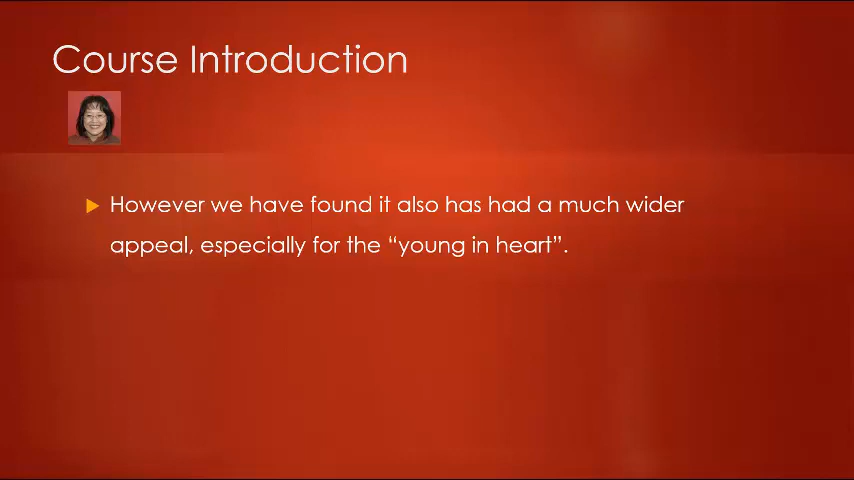 Course Introduction
However we have found it also has had a much wider
appeal, especially for the “young in heart”.